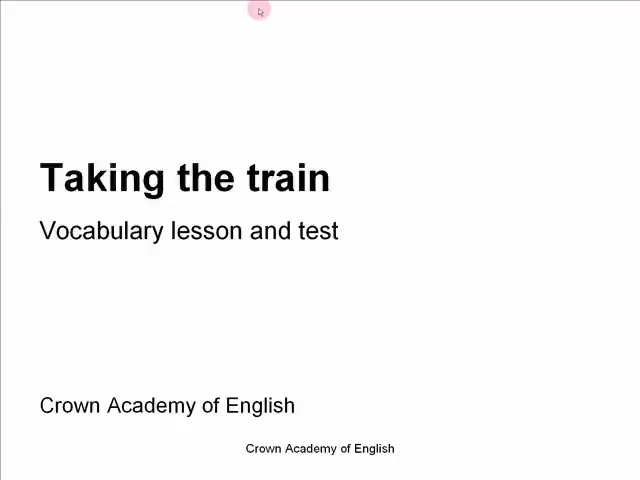 Taking the train
Vocabulary lesson and test
Crown Academy of English
Crown Academy of English